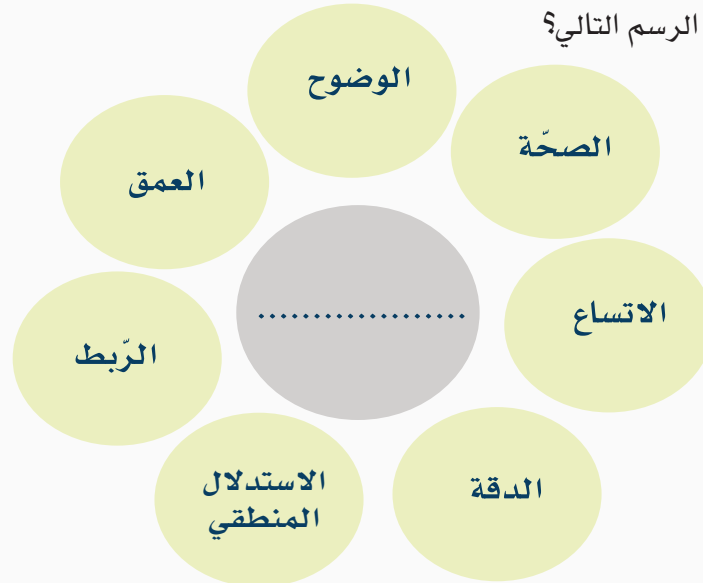 الرسم التالي؟
الوضوح
الصحّة
العمق
الاتساع
....................
الرّبط
الاستدلال
المنطقي
الدقة